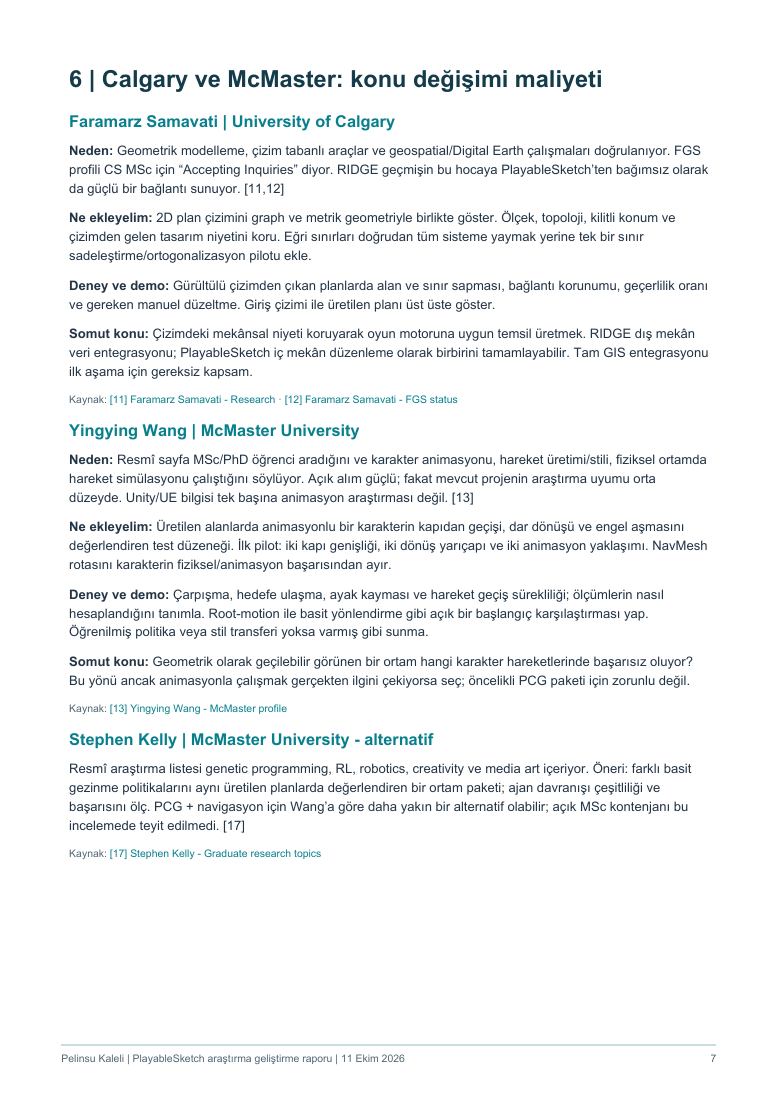 6 | Calgary ve McMaster: konu değişimi maliyeti
Faramarz Samavati | University of Calgary
Neden: Geometrik modelleme, çizim tabanlı araçlar ve geospatial/Digital Earth çalışmaları doğrulanıyor. FGS
profili CS MSc için “Accepting Inquiries” diyor. RIDGE geçmişin bu hocaya PlayableSketch’ten bağımsız olarak
da güçlü bir bağlantı sunuyor. [11,12]
Ne ekleyelim: 2D plan çizimini graph ve metrik geometriyle birlikte göster. Ölçek, topoloji, kilitli konum ve
çizimden gelen tasarım niyetini koru. Eğri sınırları doğrudan tüm sisteme yaymak yerine tek bir sınır
sadeleştirme/ortogonalizasyon pilotu ekle.
Deney ve demo: Gürültülü çizimden çıkan planlarda alan ve sınır sapması, bağlantı korunumu, geçerlilik oranı
ve gereken manuel düzeltme. Giriş çizimi ile üretilen planı üst üste göster.
Somut konu: Çizimdeki mekânsal niyeti koruyarak oyun motoruna uygun temsil üretmek. RIDGE dış mekân
veri entegrasyonu; PlayableSketch iç mekân düzenleme olarak birbirini tamamlayabilir. Tam GIS entegrasyonu
ilk aşama için gereksiz kapsam.
Kaynak: [11] Faramarz Samavati - Research · [12] Faramarz Samavati - FGS status
Yingying Wang | McMaster University
Neden: Resmî sayfa MSc/PhD öğrenci aradığını ve karakter animasyonu, hareket üretimi/stili, fiziksel ortamda
hareket simülasyonu çalıştığını söylüyor. Açık alım güçlü; fakat mevcut projenin araştırma uyumu orta
düzeyde. Unity/UE bilgisi tek başına animasyon araştırması değil. [13]
Ne ekleyelim: Üretilen alanlarda animasyonlu bir karakterin kapıdan geçişi, dar dönüşü ve engel aşmasını
değerlendiren test düzeneği. İlk pilot: iki kapı genişliği, iki dönüş yarıçapı ve iki animasyon yaklaşımı. NavMesh
rotasını karakterin fiziksel/animasyon başarısından ayır.
Deney ve demo: Çarpışma, hedefe ulaşma, ayak kayması ve hareket geçiş sürekliliği; ölçümlerin nasıl
hesaplandığını tanımla. Root-motion ile basit yönlendirme gibi açık bir başlangıç karşılaştırması yap.
Öğrenilmiş politika veya stil transferi yoksa varmış gibi sunma.
Somut konu: Geometrik olarak geçilebilir görünen bir ortam hangi karakter hareketlerinde başarısız oluyor?
Bu yönü ancak animasyonla çalışmak gerçekten ilgini çekiyorsa seç; öncelikli PCG paketi için zorunlu değil.
Kaynak: [13] Yingying Wang - McMaster profile
Stephen Kelly | McMaster University - alternatif
Resmî araştırma listesi genetic programming, RL, robotics, creativity ve media art içeriyor. Öneri: farklı basit
gezinme politikalarını aynı üretilen planlarda değerlendiren bir ortam paketi; ajan davranışı çeşitliliği ve
başarısını ölç. PCG + navigasyon için Wang’a göre daha yakın bir alternatif olabilir; açık MSc kontenjanı bu
incelemede teyit edilmedi. [17]
Kaynak: [17] Stephen Kelly - Graduate research topics
Pelinsu Kaleli | PlayableSketch araştırma geliştirme raporu | 11 Ekim 2026
7